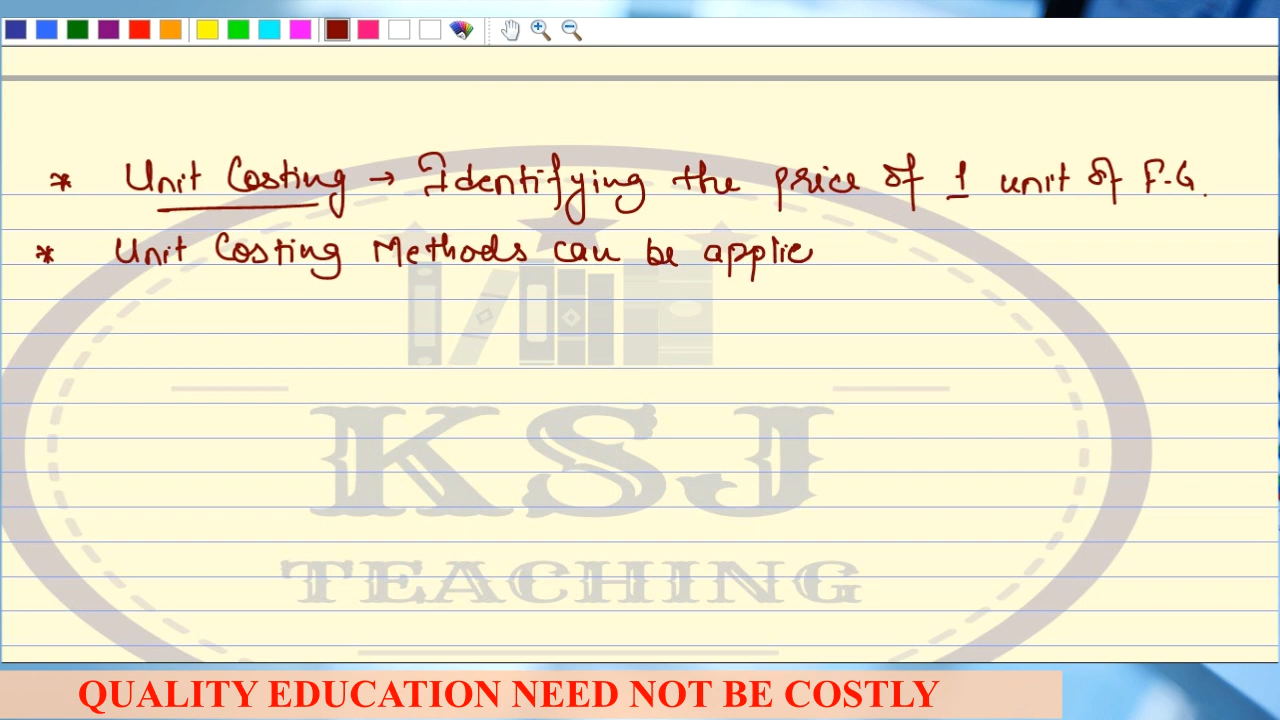 * Unit Costing → Identifying the price of 1 unit of F.G.
* Unit Costing Methods can be applie
KSJ
TEACHING
QUALITY EDUCATION NEED NOT BE COSTLY